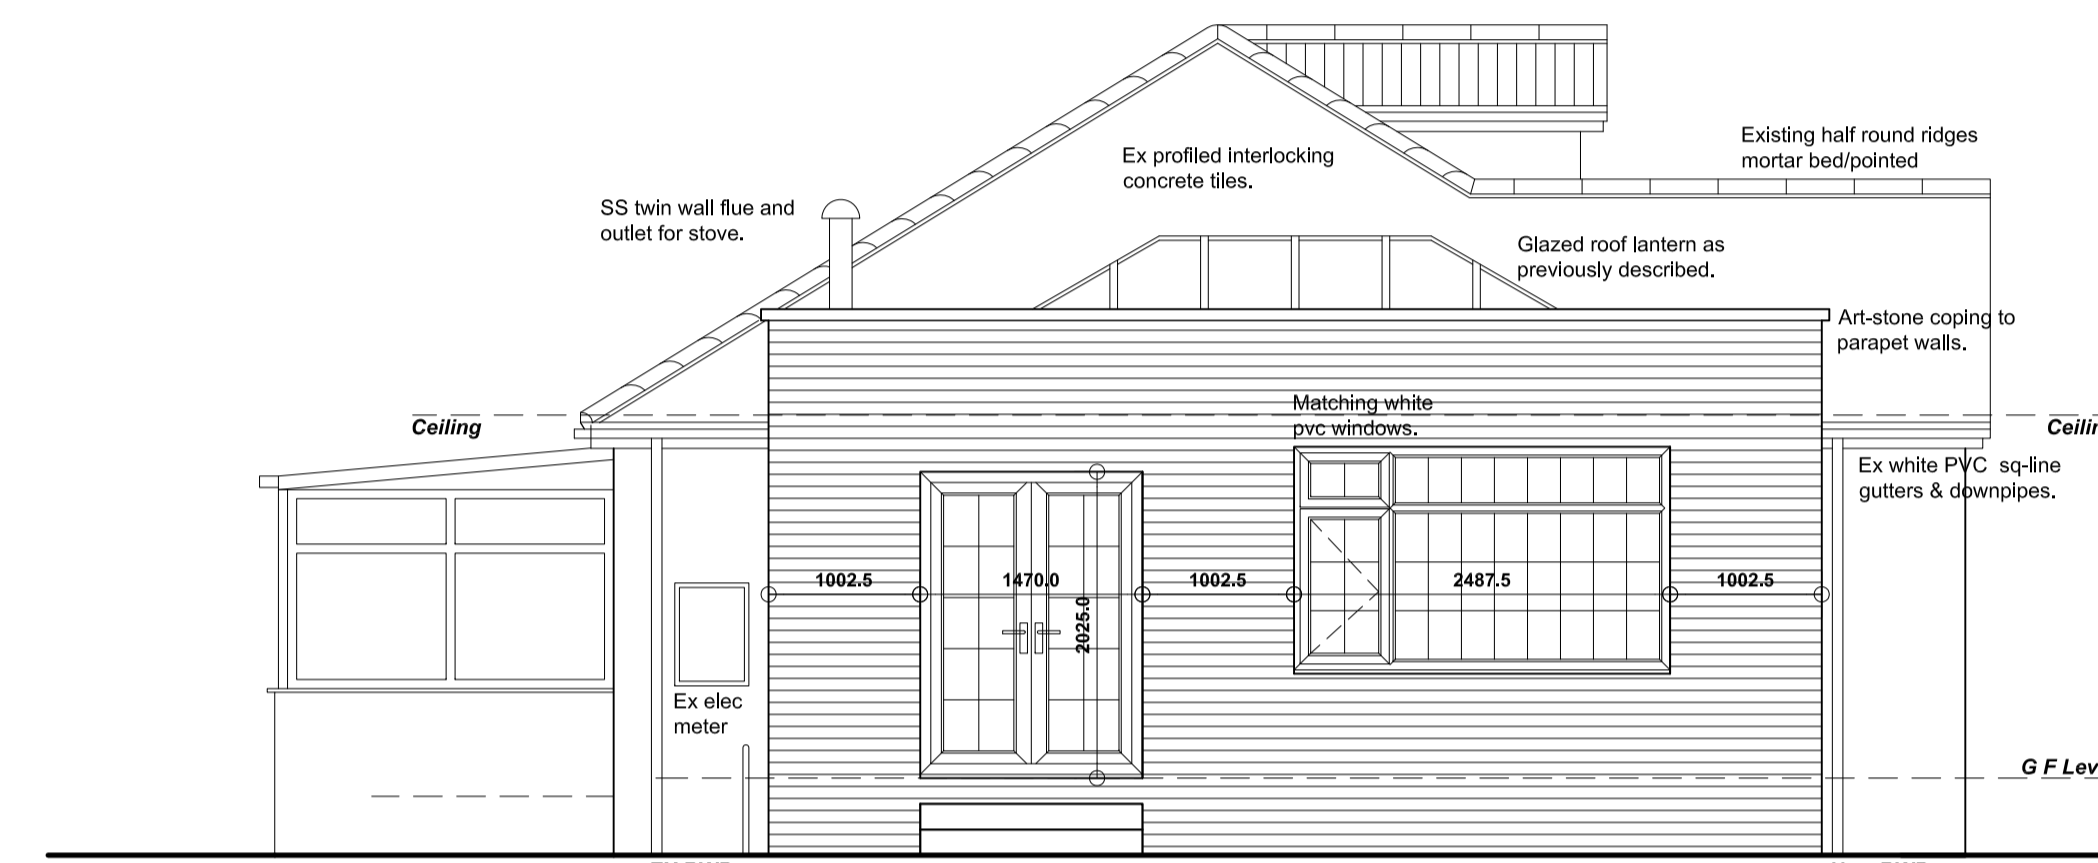 Existing half round ridges
mortar bed/pointed
Ex profiled interlocking
concrete tiles.
SS twin wall flue and
outlet for stove.
Glazed roof lantern as
previously described.
Art-stone coping to
parapet walls.
Matching white
pvc windows.
Ceiling
Ceilin
Ex white PVC sq-line
gutters & downpipes.
1002.5
1470.0
1002.5
2487.5
1002.5
2025.0
Ex elec
meter
G F Lev